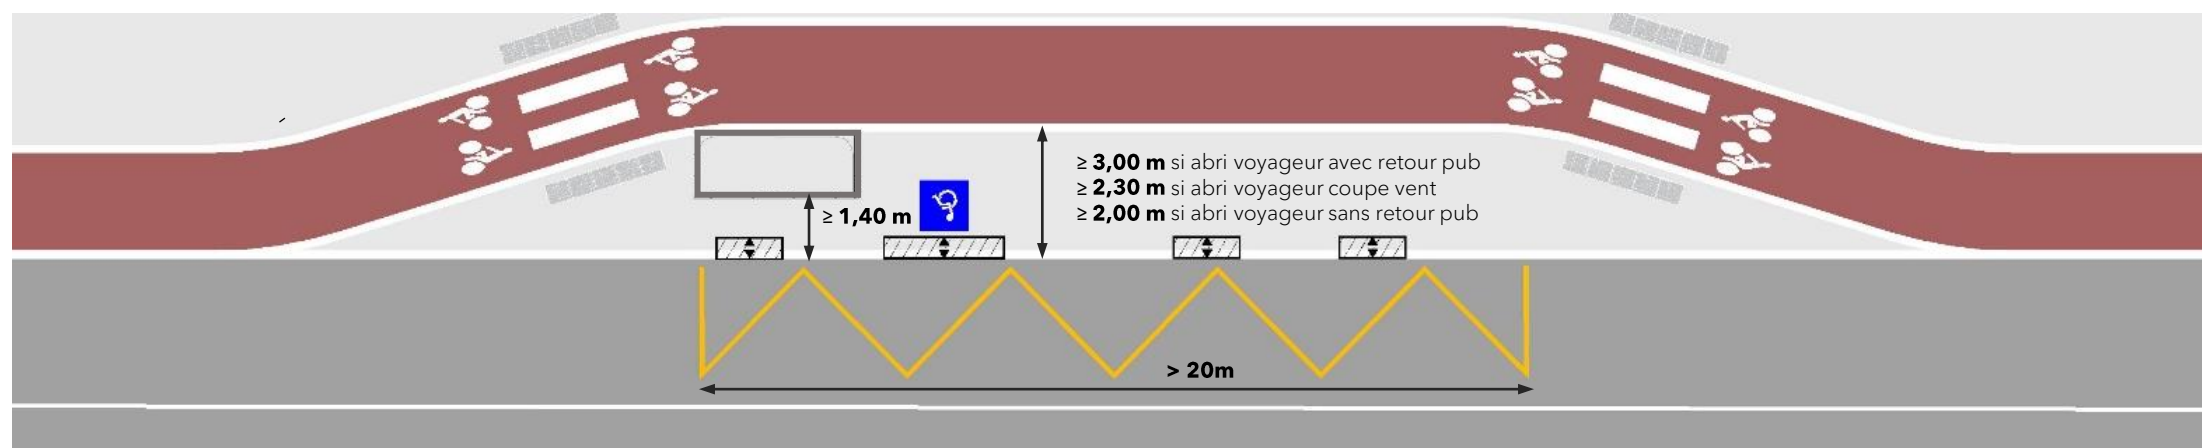 ≥ 3,00 m si abri voyageur avec retour pub
≥ 2,30 m si abri voyageur coupe vent
≥ 2,00 m si abri voyageur sans retour pub
≥ 1,40 m
> 20m